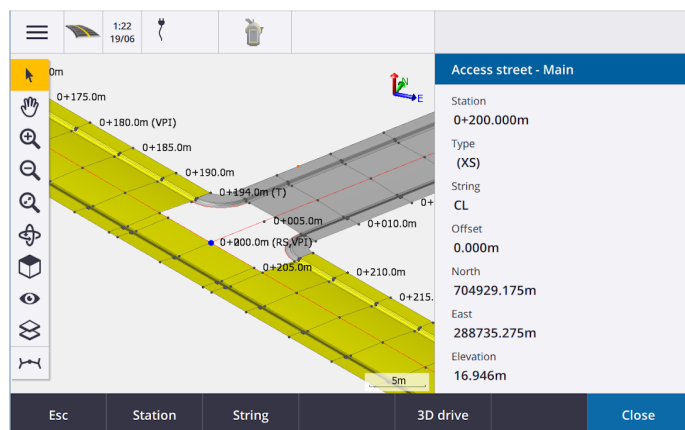 1:22
19/06
Access street - Main
0m
0+175.0m
0+180.0m (VPI)
0+185.0m
0+190.0m
0+194.0m (T)
0+005.0m
0+010.0m
0+
0+200.0m (RS,VPI)
0+205.0m
0+210.0m
0+215.
N
E
5m
Station
0+200.000m
Type
(XS)
String
CL
Offset
0.000m
North
704929.175m
East
288735.275m
Elevation
16.946m
Esc
Station
String
3D drive
Close